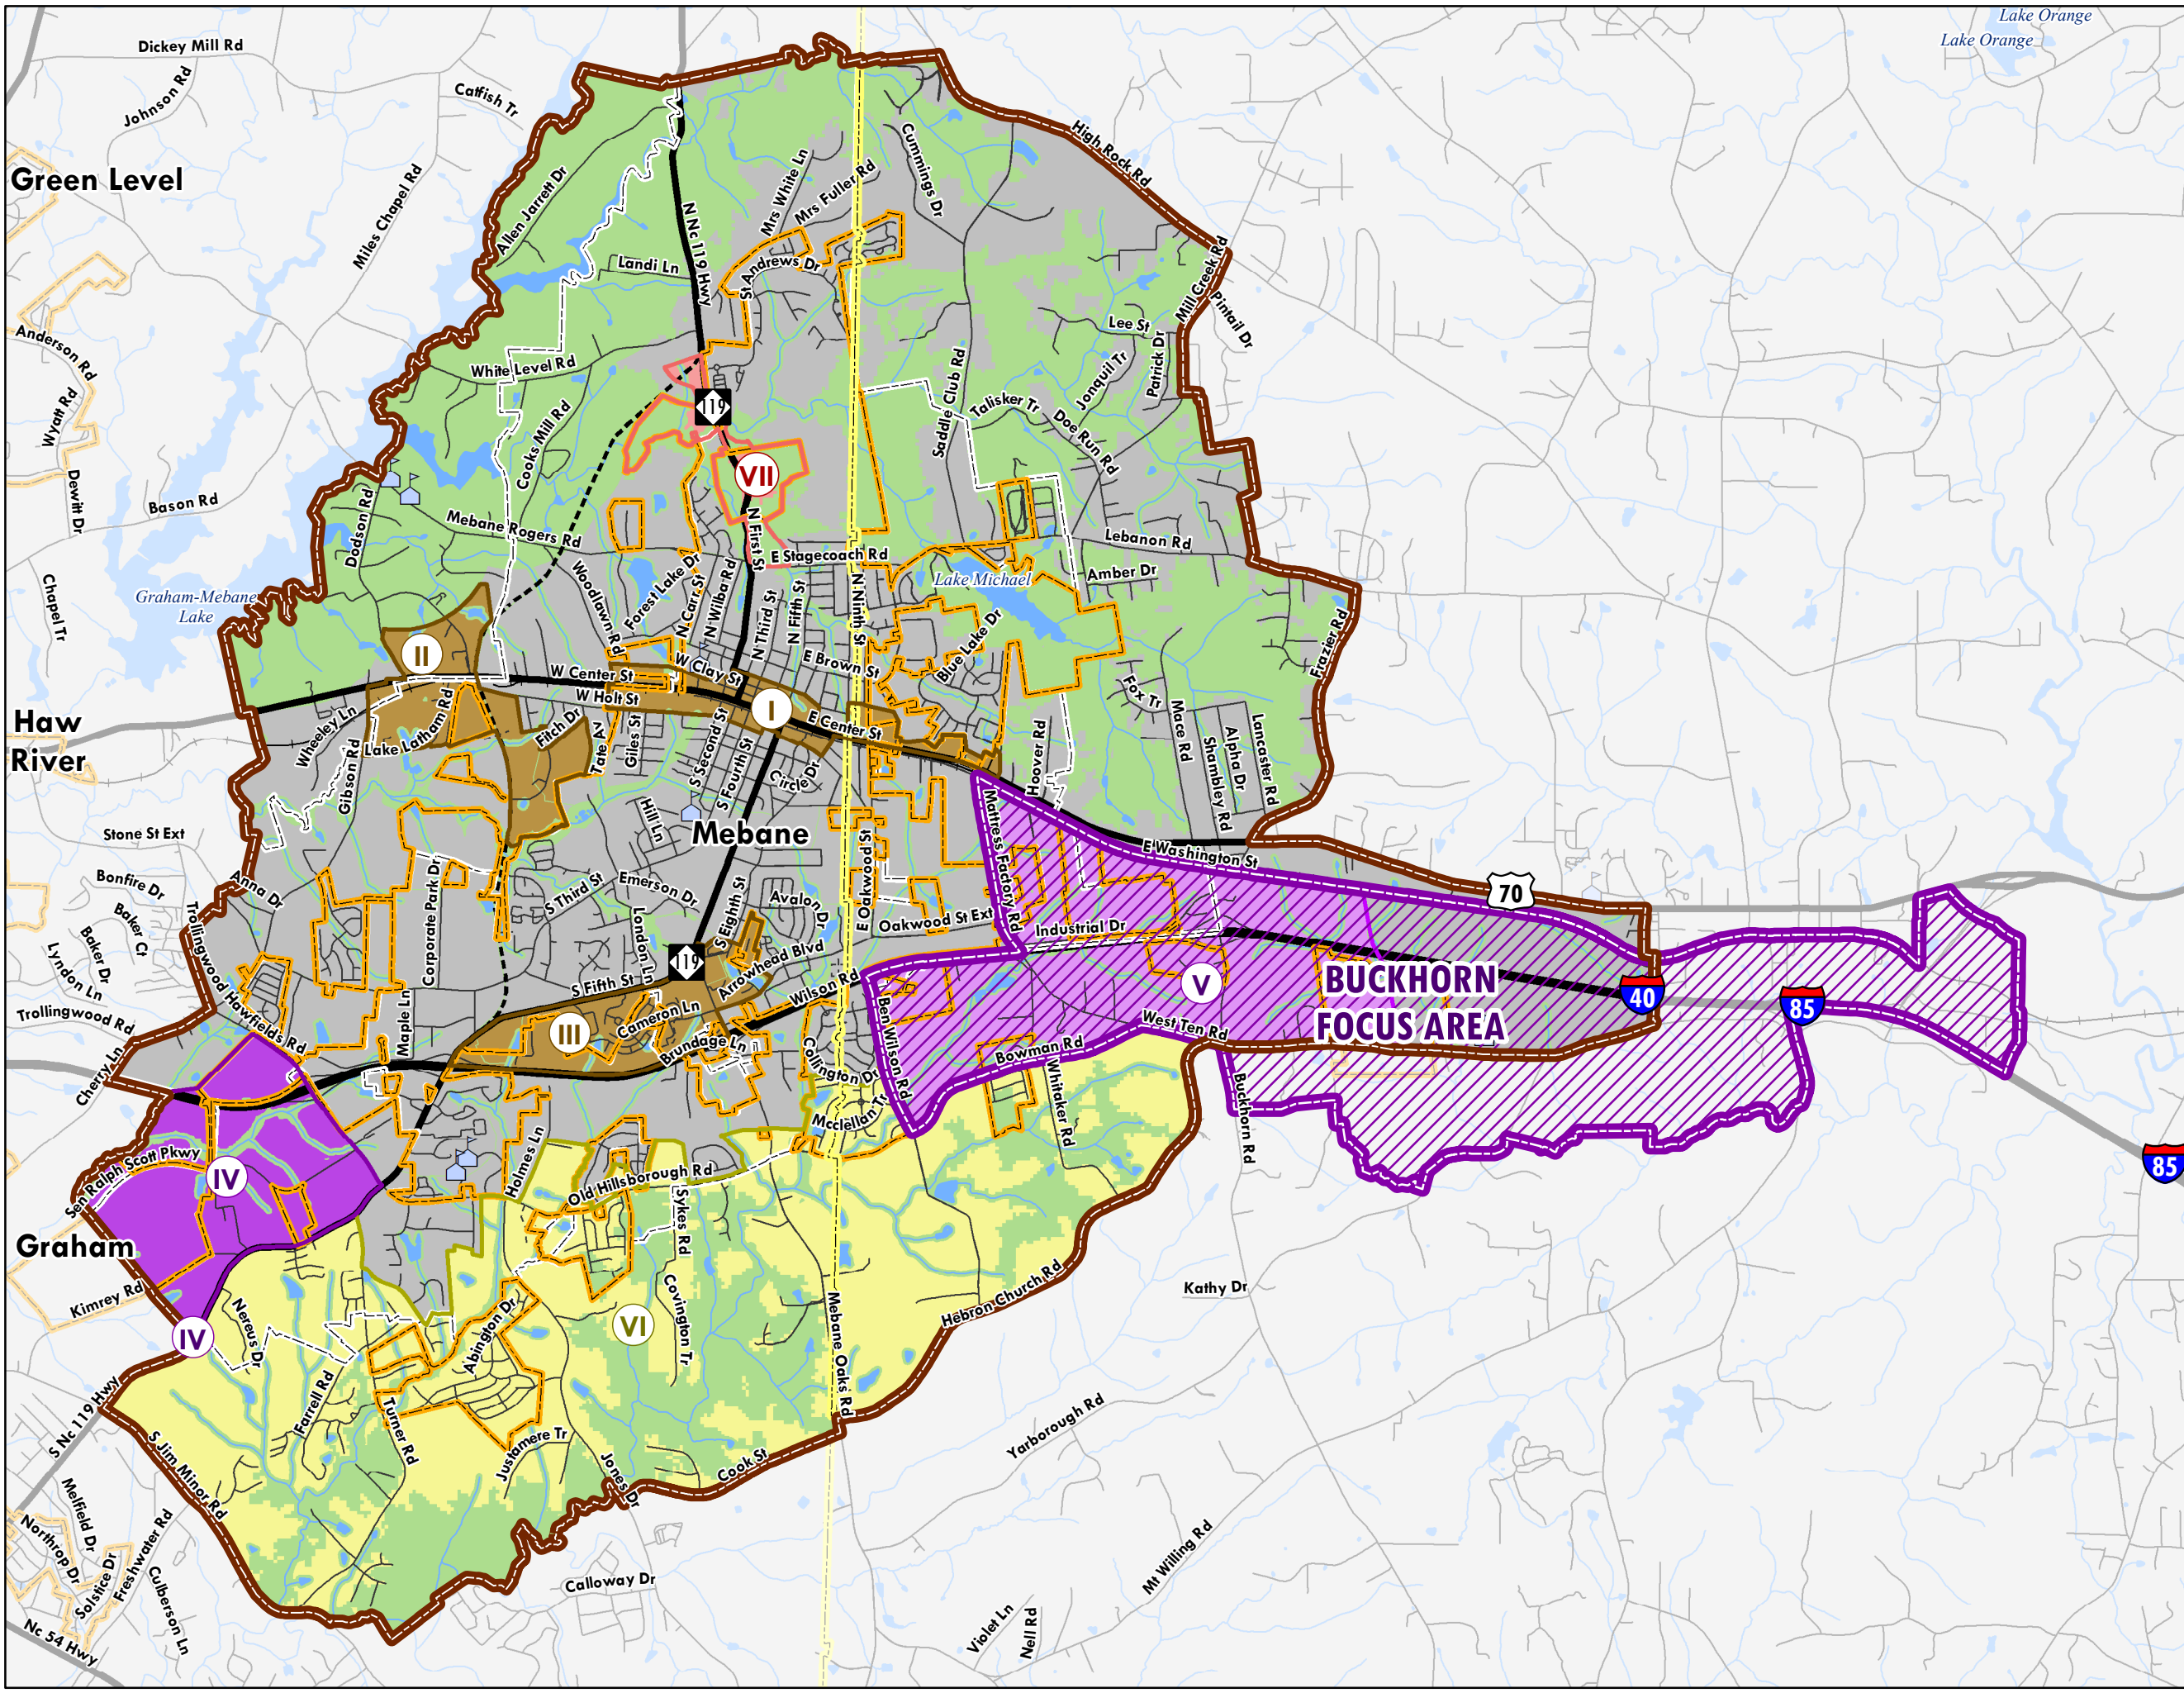 Lake Orange
Lake Orange
Dickey Mill Rd
Johnson Rd
Catfish Tr
High Rock Rd
Cummings Dr
Green Level
Miles Chapel Rd
Allen Jarrett Dr
Mrs White Ln
Mrs Fuller Rd
N Nc 119 Hwy
Landi Ln
St Andrews Dr
Mill Creek Rd
Pintail Dr
Anderson Rd
Lee St
Patrick Dr
Jonquil Tr
White Level Rd
Saddle Club Rd
Wyatt Rd
119
Talisker Tr
Doe Run Rd
Cooks Mill Rd
VII
Dewitt Dr
Bason Rd
Dodson Rd
Mebane Rogers Rd
N First St
E Stagecoach Rd
Lebanon Rd
Amber Dr
Lake Michael
Chapel Tr
Graham-Mebane
Lake
Woodlawn Rd
Forest Lake Dr
N Carr St
N Wilba Rd
N Third St
N Fifth St
N Ninth St
Blue Lake Dr
Frazier Rd
II
W Center St
W Clay St
E Brown St
W Holt St
I
E Center St
Fox Tr
Mace Rd
Shambley Rd
Alpha Dr
Lancaster Rd
Haw
River
Wheeley Ln
Lake Latham Rd
Gibson Rd
Fitch Dr
Tate Av
Giles St
S Second St
S Fourth St
Circle Dr
Hoover Rd
Stone St Ext
Hill Ln
Mebane
E Oakwood St
Mattress Factory Rd
E Washington St
70
Bonfire Dr
Anna Dr
Baker Ct
Baker Dr
Lyndon Ln
Trollingwood Rd
Trollingwood Hawfields Rd
Corporate Park Dr
S Third St
Emerson Dr
London Ln
S Eighth St
Avalon Dr
Oakwood St Ext
Industrial Dr
119
Arrowhead Blvd
Wilson Rd
S Fifth St
Maple Ln
III
Cameron Ln
Brundage Ln
Collington Dr
Ben Wilson Rd
V
BUCKHORN
FOCUS AREA
40
85
West Ten Rd
Bowman Rd
Whitaker Rd
Buckhorn Rd
Cherry Ln
Mcclellan Tr
85
Sen Ralph Scott Pkwy
IV
Holmes Ln
Old Hillsborough Rd
Sykes Rd
Graham
Kimrey Rd
IV
Nereus Dr
Covington Tr
VI
Abington Dr
Mebane Oaks Rd
Hebron Church Rd
Kathy Dr
S Nc 119 Hwy
Farrell Rd
Turner Rd
Justamere Tr
Jones Dr
Cook St
Yarborough Rd
S Jim Minor Rd
Melfield Dr
Northrop Dr
Solstice Dr
Freshwater Rd
Culberson Ln
Calloway Dr
Mt Willing Rd
Violet Ln
Nell Rd
Nc 54 Hwy